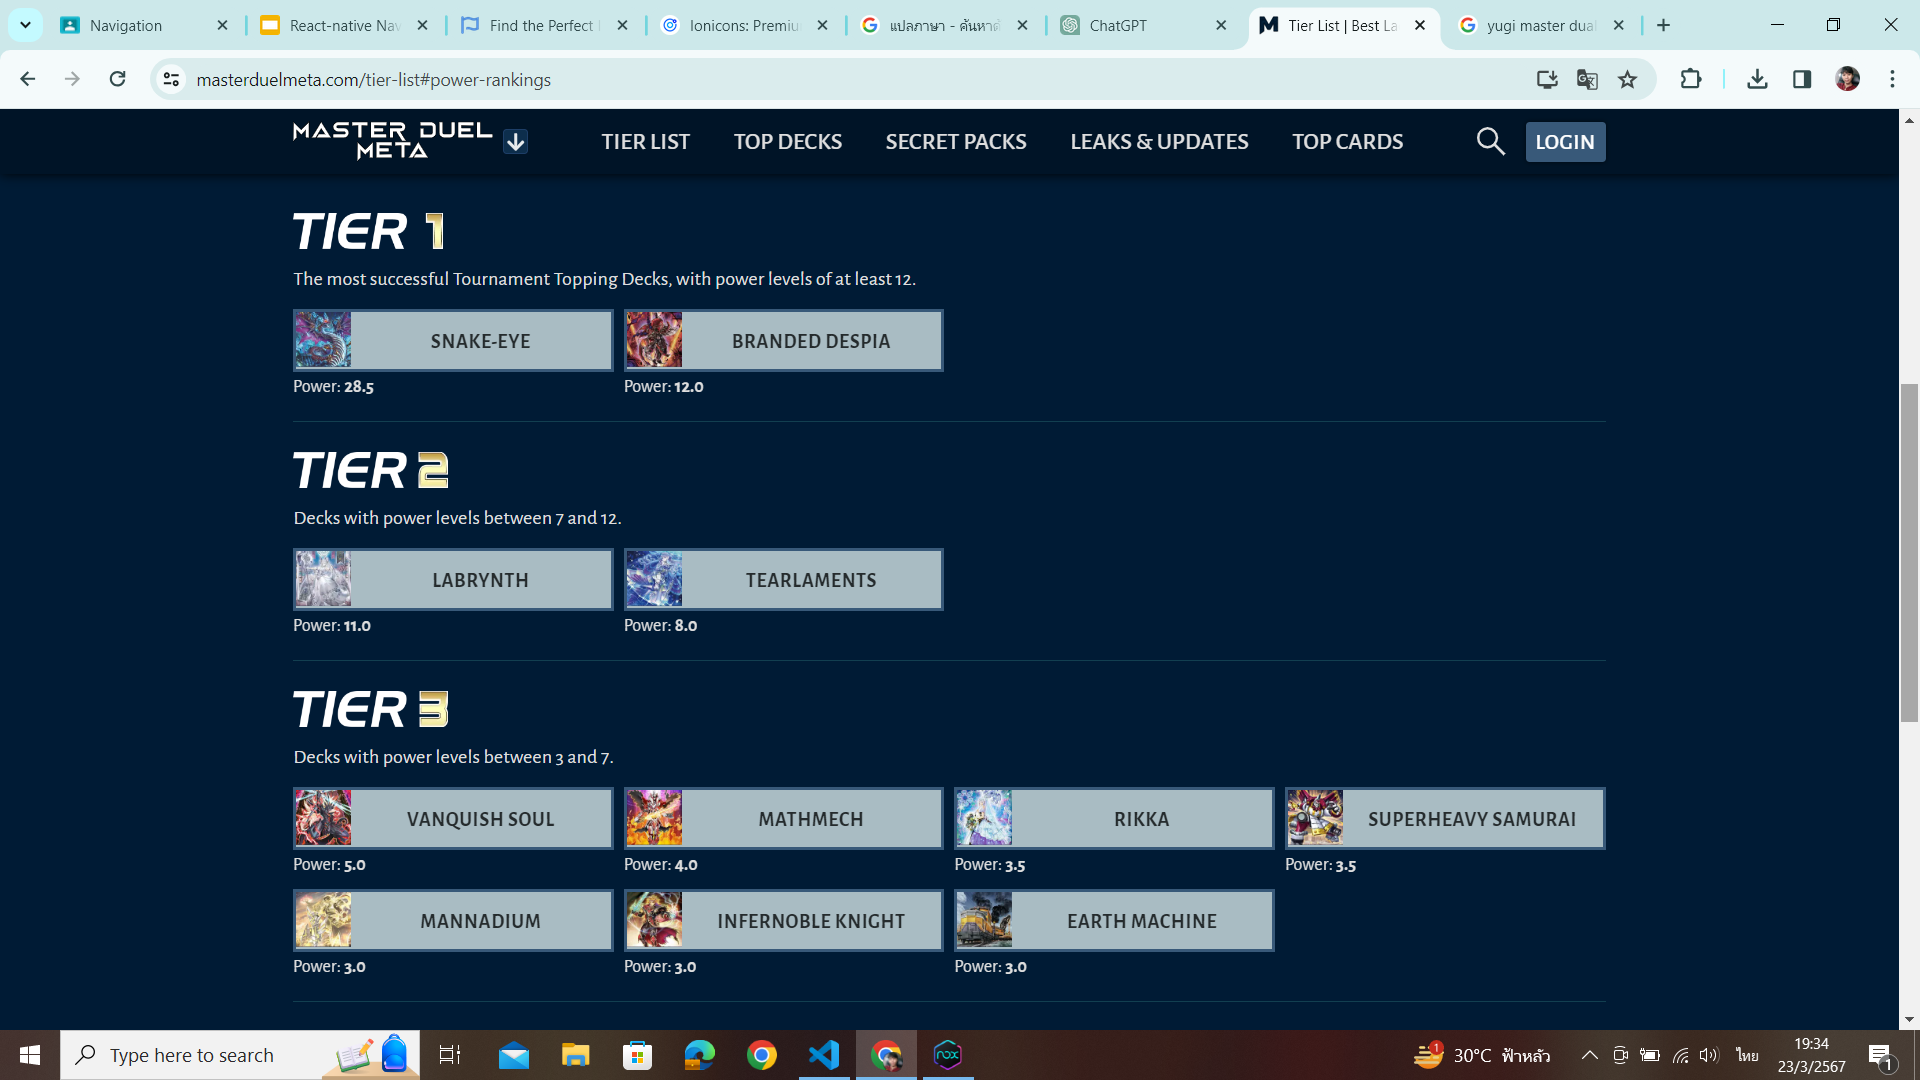 Navigation
React-native Nav
Find the Perfect
Ionicons: Premiu
แปลภาษา - ค้นหาด้
ChatGPT
Tier List | Best La
yugi master dual
masterduelmeta.com/tier-list#power-rankings
MASTER DUEL
META
TIER LIST
TOP DECKS
SECRET PACKS
LEAKS & UPDATES
TOP CARDS
LOGIN
TIER 1
The most successful Tournament Topping Decks, with power levels of at least 12.
SNAKE-EYE
BRANDED DESPIA
Power: 28.5
Power: 12.0
TIER 2
Decks with power levels between 7 and 12.
LABRYNTH
TEARLAMENTS
Power: 11.0
Power: 8.0
TIER 3
Decks with power levels between 3 and 7.
VANQUISH SOUL
MATHMECH
RIKKA
SUPERHEAVY SAMURAI
Power: 5.0
Power: 4.0
Power: 3.5
Power: 3.5
MANNADIUM
INFERNOBLE KNIGHT
EARTH MACHINE
Power: 3.0
Power: 3.0
Power: 3.0
Type here to search
nox
1
30°C ฟ้าหลัว
ไทย
19:34
23/3/2567
1